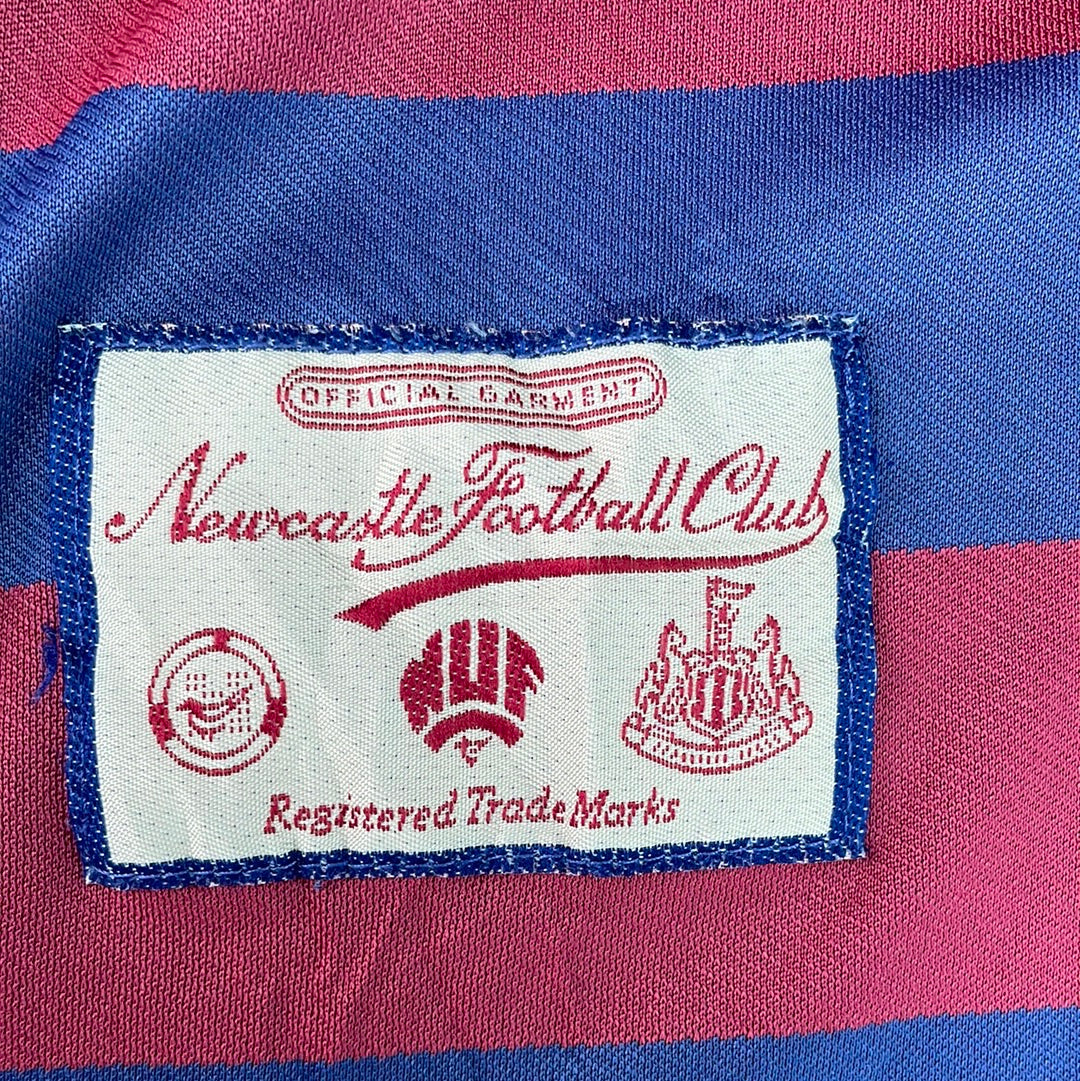 OFFICIAL GARMENT
Newcastle Football Club
NUF
Registered Trade Marks